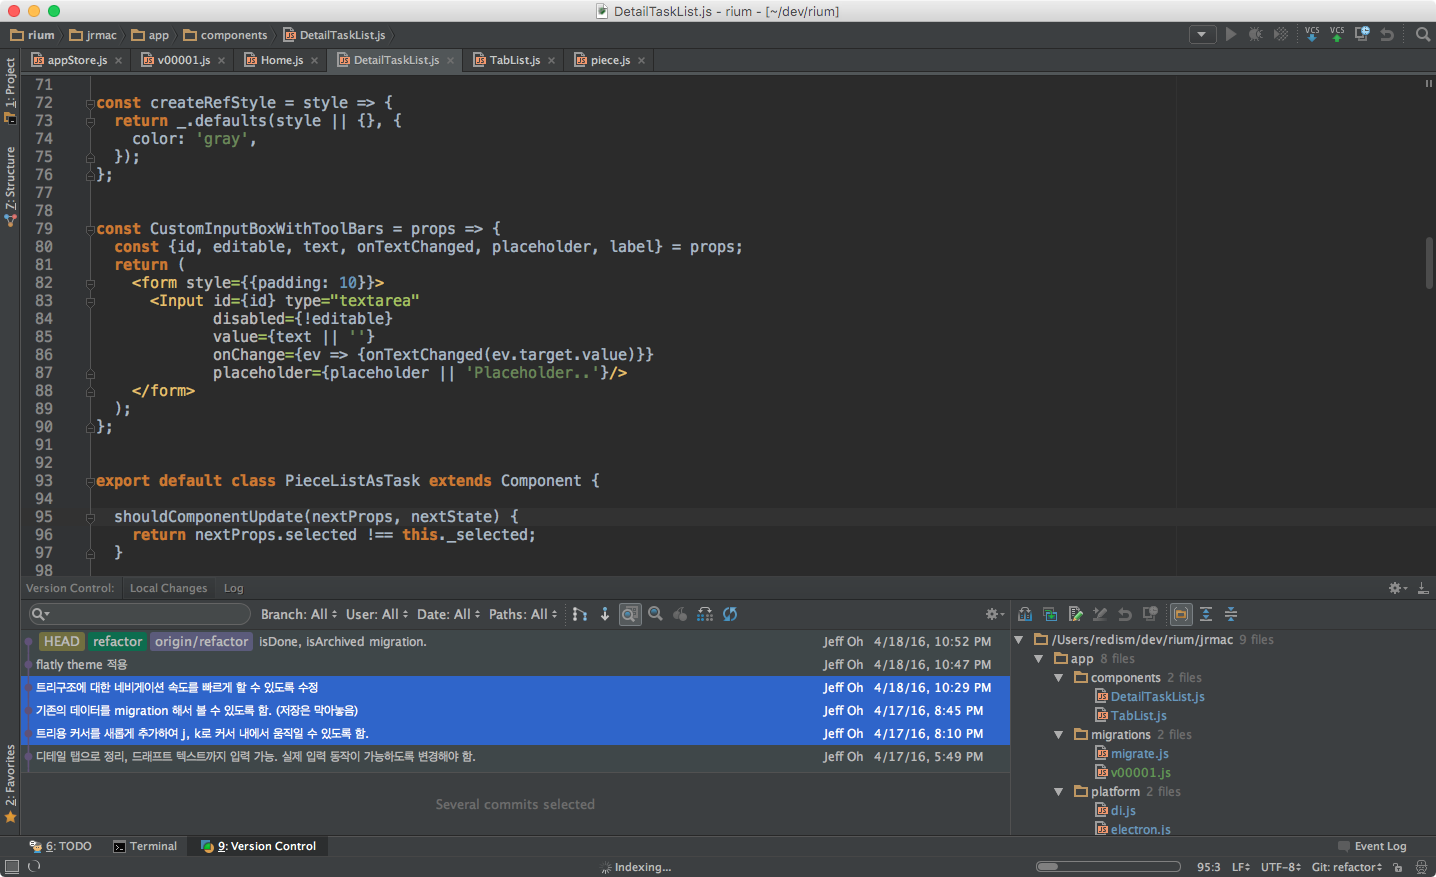 DetailTaskList.js - rium - [~/dev/rium]
rium jrmac app components DetailTaskList.js
VCS VCS
appStore.js v00001.js Home.js DetailTaskList.js TabList.js piece.js
1: Project
7: Structure
2: Favorites
71
72 const createRefStyle = style => {
73 return _.defaults(style || {}, {
74 color: 'gray',
75 });
76 };
77
78
79 const CustomInputBoxWithToolBars = props => {
80 const {id, editable, text, onTextChanged, placeholder, label} = props;
81 return (
82 <form style={{padding: 10}}>
83 <Input id={id} type="textarea"
84 disabled={!editable}
85 value={text || ''}
86 onChange={ev => {onTextChanged(ev.target.value)}}
87 placeholder={placeholder || 'Placeholder..'}/>
88 </form>
89 );
90 };
91
92
93 export default class PieceListAsTask extends Component {
94
95 shouldComponentUpdate(nextProps, nextState) {
96 return nextProps.selected !== this._selected;
97 }
98
Version Control: Local Changes Log
Branch: All User: All Date: All Paths: All
HEAD refactor origin/refactor isDone, isArchived migration. Jeff Oh 4/18/16, 10:52 PM
flatly theme 적용 Jeff Oh 4/18/16, 10:47 PM
트리구조에 대한 네비게이션 속도를 빠르게 할 수 있도록 수정 Jeff Oh 4/18/16, 10:29 PM
기존의 데이터를 migration 해서 볼 수 있도록 함. (저장은 막아놓음) Jeff Oh 4/17/16, 8:45 PM
트리용 커서를 새롭게 추가하여 j, k로 커서 내에서 움직일 수 있도록 함. Jeff Oh 4/17/16, 8:10 PM
디테일 탭으로 정리, 드래프트 텍스트까지 입력 가능. 실제 입력 동작이 가능하도록 변경해야 함. Jeff Oh 4/17/16, 5:49 PM
Several commits selected
/Users/redism/dev/rium/jrmac 9 files
app 8 files
components 2 files
DetailTaskList.js
TabList.js
migrations 2 files
migrate.js
v00001.js
platform 2 files
di.js
electron.js
6: TODO Terminal 9: Version Control Event Log
Indexing... 95:3 LF UTF-8 Git: refactor